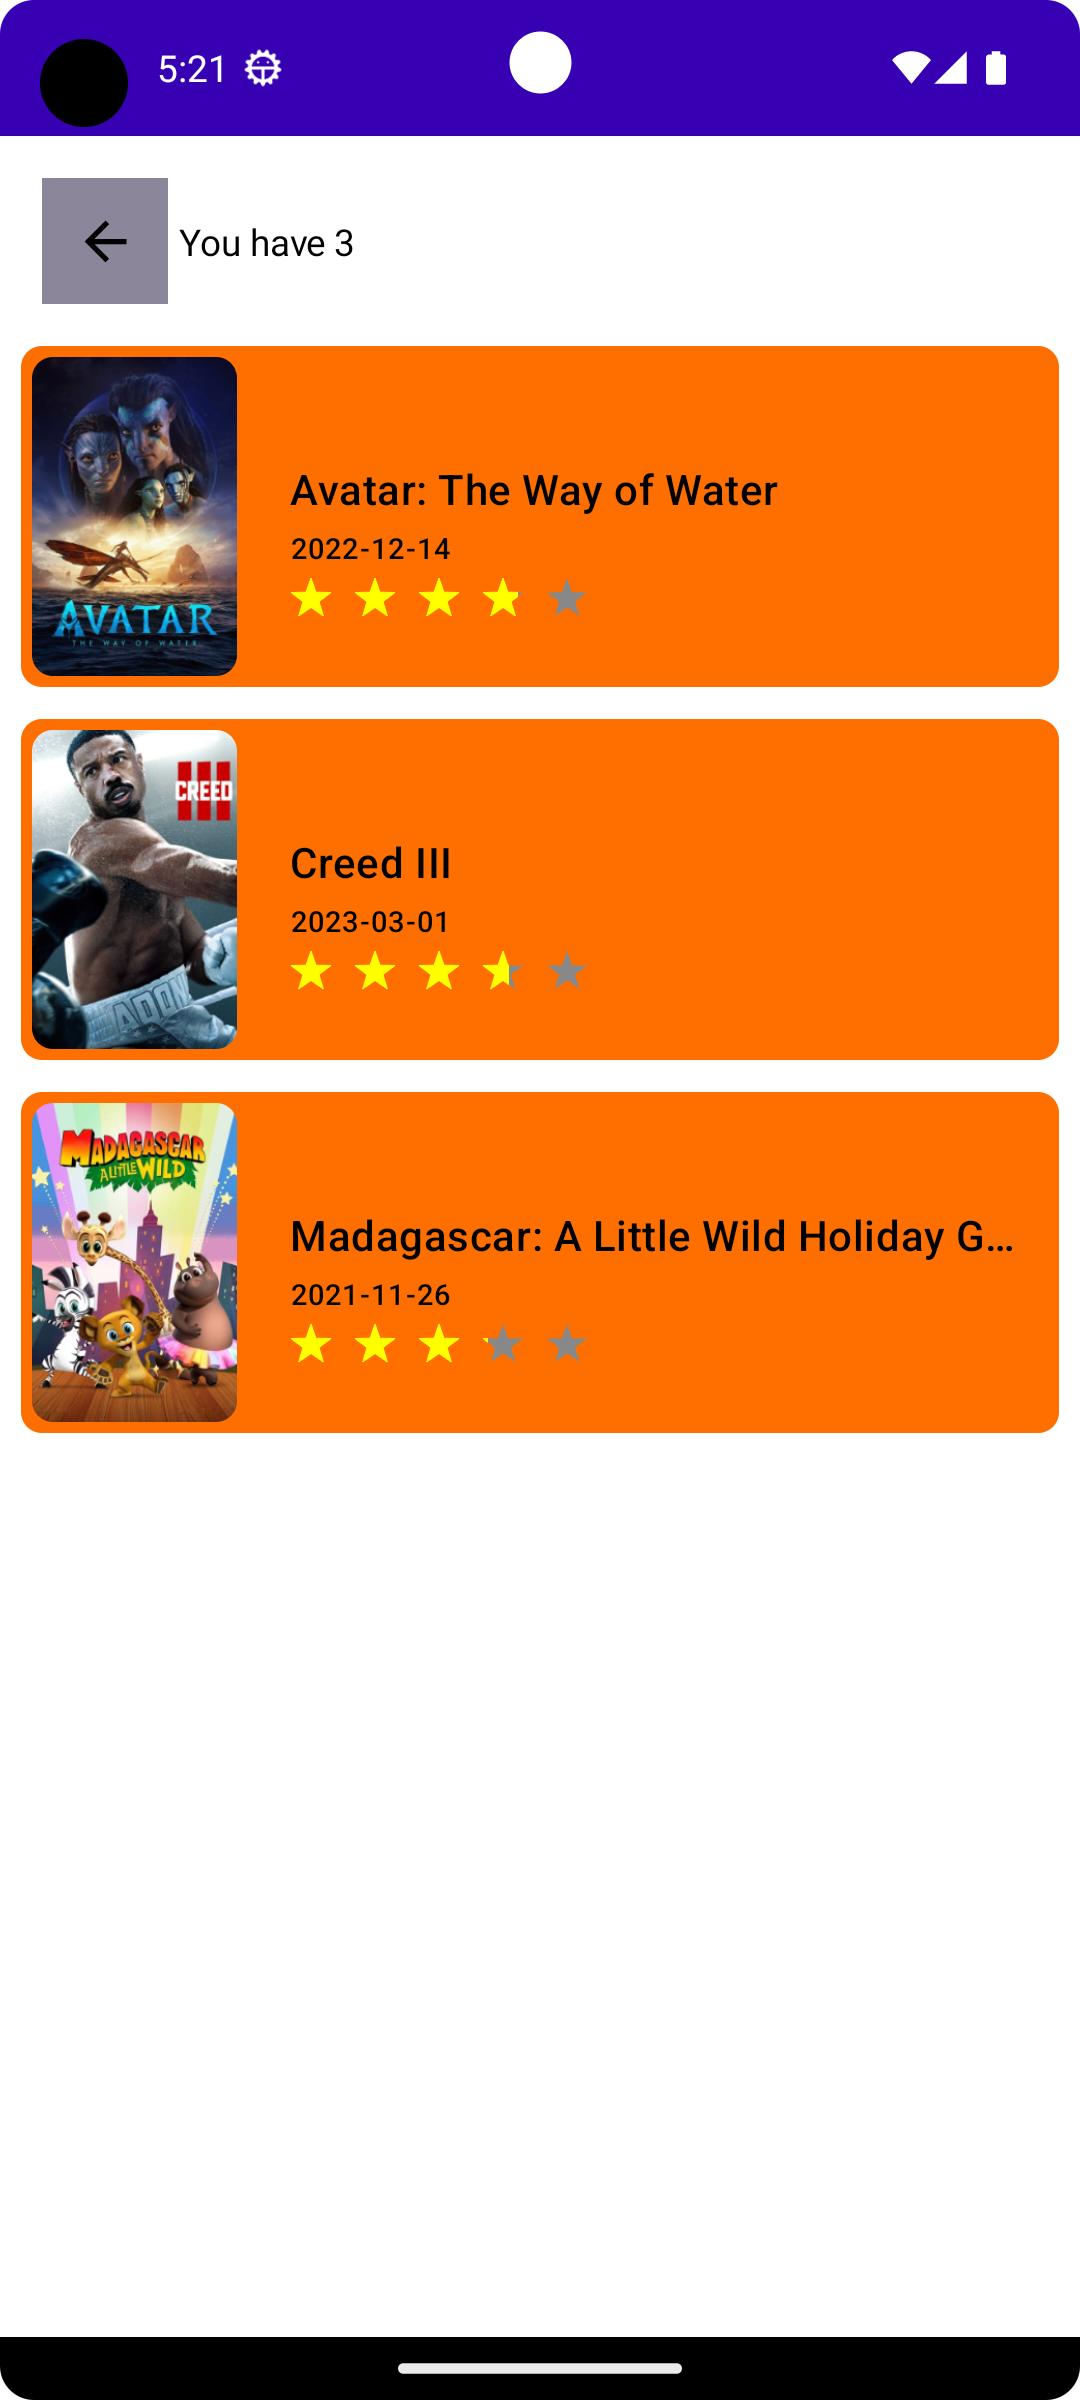 5:21
You have 3
AVATAR
THE WAY OF WATER
Avatar: The Way of Water
2022-12-14
CREED
III
ADON
Creed III
2023-03-01
MADAGASCAR
A LITTLE WILD
Madagascar: A Little Wild Holiday G...
2021-11-26